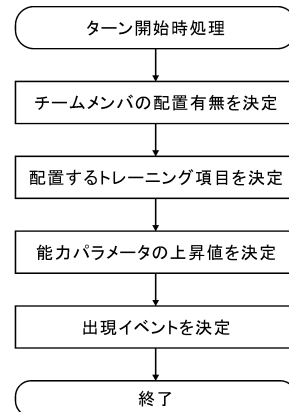 ターン開始時処理
チームメンバの配置有無を決定
配置するトレーニング項目を決定
能力パラメータの上昇値を決定
出現イベントを決定
終了